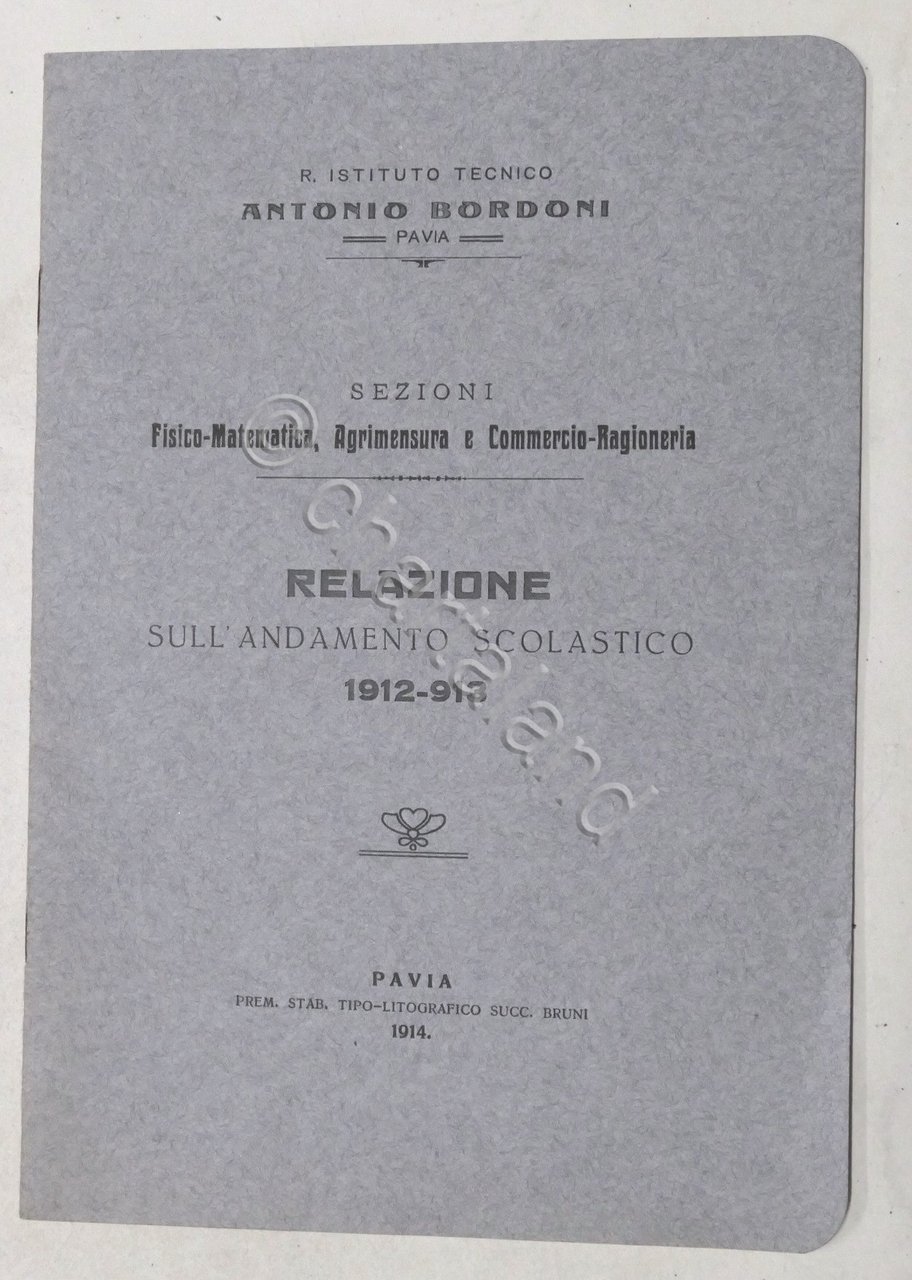 R. ISTITUTO TECNICO
ANTONIO BORDONI
PAVIA
SEZIONI
Fisico-Matematica, Agrimensura e Commercio-Ragioneria
RELAZIONE
SULL'ANDAMENTO SCOLASTICO
1912-913
PAVIA
PREM. STAB. TIPO-LITOGRAFICO SUCC. BRUNI
1914.
© chartaland